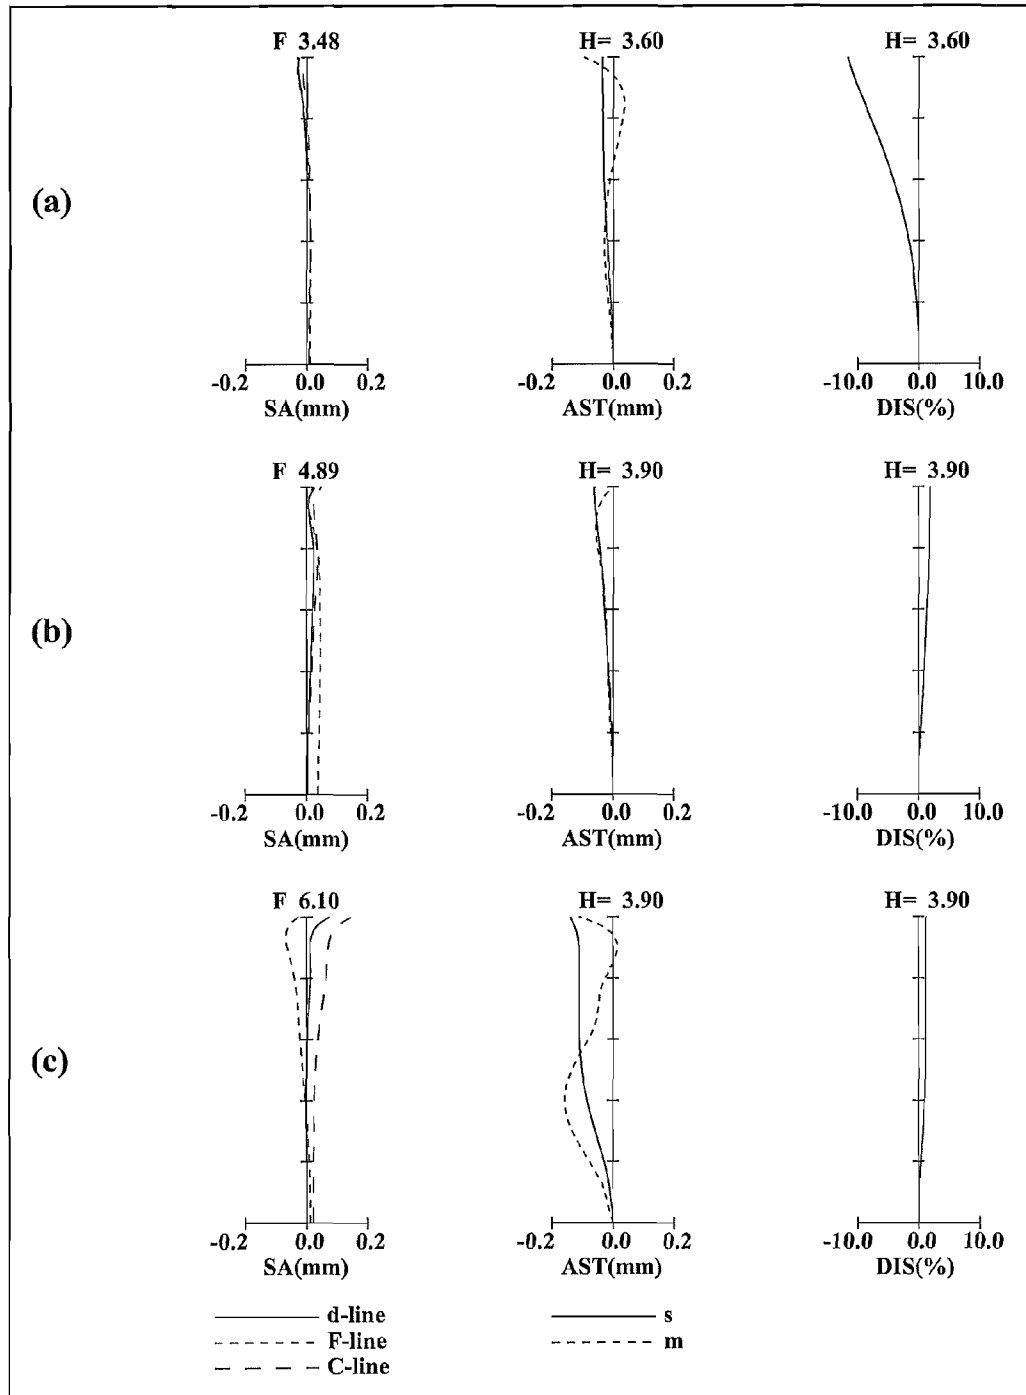 F 3.48 H= 3.60 H= 3.60
(a)
-0.2 0.0 0.2 -0.2 0.0 0.2 -10.0 0.0 10.0
SA(mm) AST(mm) DIS(%)
F 4.89 H= 3.90 H= 3.90
(b)
-0.2 0.0 0.2 -0.2 0.0 0.2 -10.0 0.0 10.0
SA(mm) AST(mm) DIS(%)
F 6.10 H= 3.90 H= 3.90
(c)
-0.2 0.0 0.2 -0.2 0.0 0.2 -10.0 0.0 10.0
SA(mm) AST(mm) DIS(%)
d-line s
F-line m
C-line